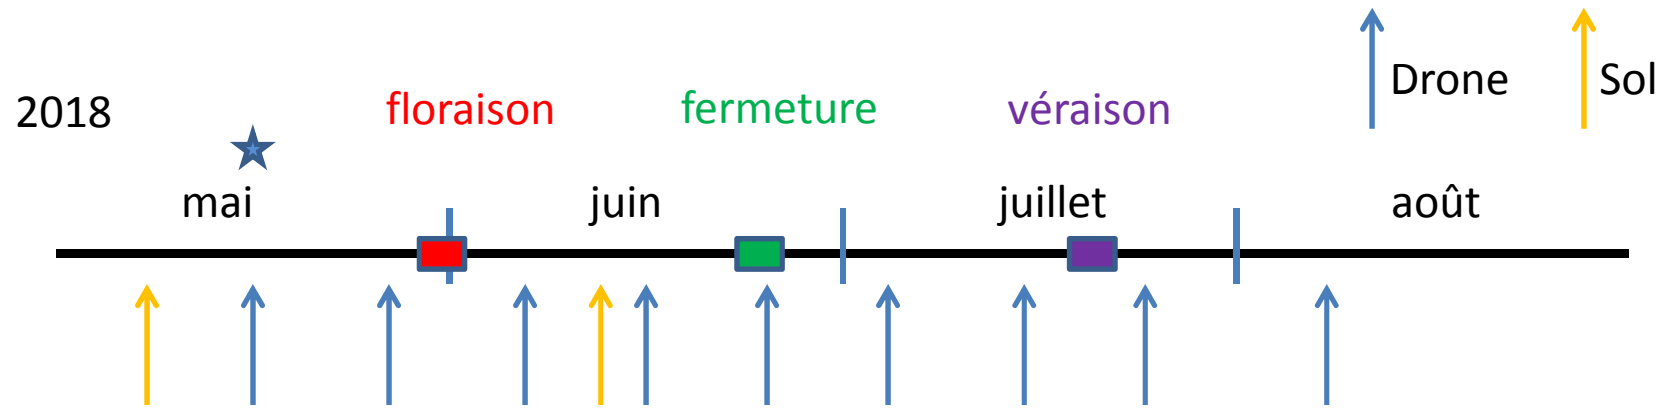 2018
floraison
fermeture
véraison
Drone
Sol
mai
juin
juillet
août